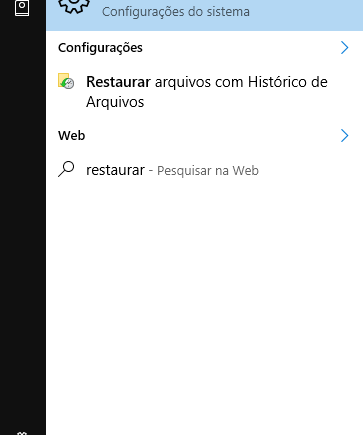 Configurações do sistema
Configurações
Restaurar arquivos com Histórico de
Arquivos
Web
restaurar - Pesquisar na Web